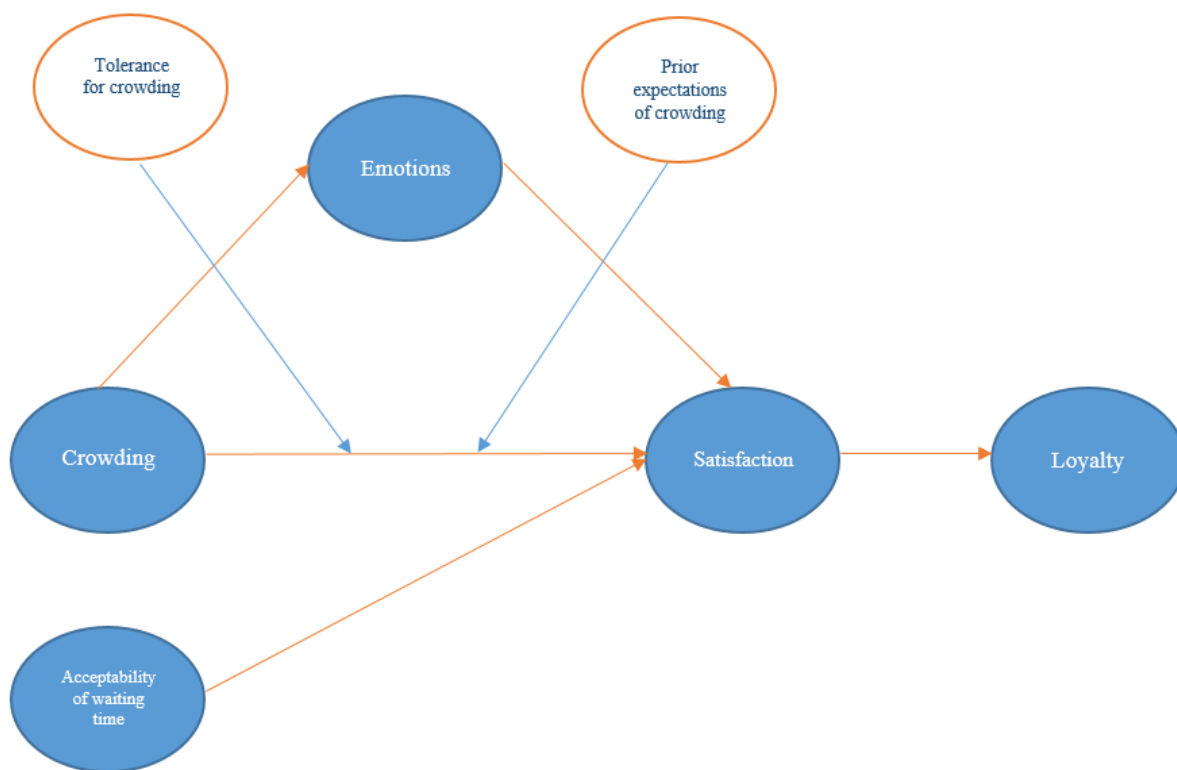 Tolerance
for crowding
Prior
expectations
of crowding
Emotions
Crowding
Satisfaction
Loyalty
Acceptability
of waiting
time